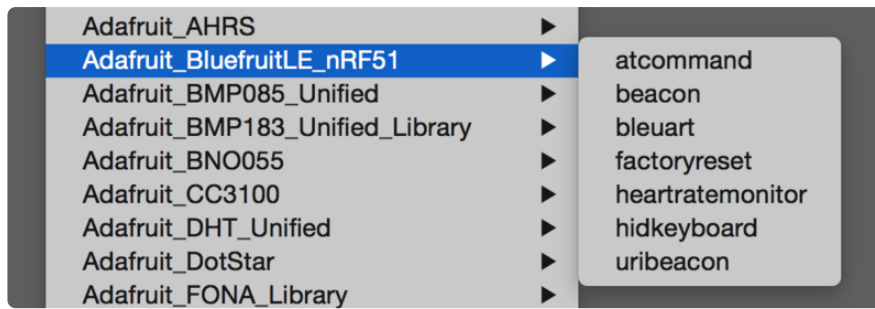 Adafruit_AHRS
Adafruit_BluefruitLE_nRF51
Adafruit_BMP085_Unified
Adafruit_BMP183_Unified_Library
Adafruit_BNO055
Adafruit_CC3100
Adafruit_DHT_Unified
Adafruit_DotStar
Adafruit_FONA_Library
atcommand
beacon
bleuart
factoryreset
heartratemonitor
hidkeyboard
uribeacon